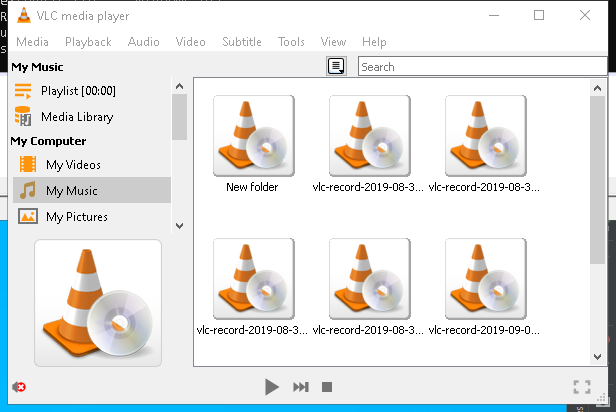 VLC media player
Media Playback Audio Video Subtitle Tools View Help
My Music
Search
Playlist [00:00]
Media Library
My Computer
My Videos
My Music
My Pictures
New folder
vlc-record-2019-08-3...
vlc-record-2019-08-3...
vlc-record-2019-08-3...
vlc-record-2019-08-3...
vlc-record-2019-09-0...